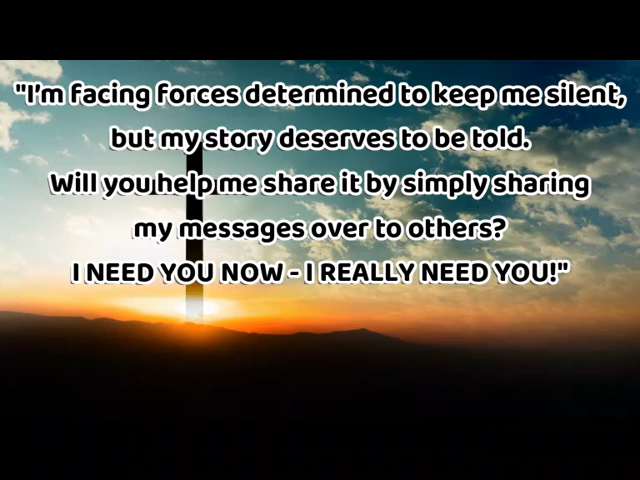 "I'm facing forces determined to keep me silent,
but my story deserves to be told.
Will you help me share it by simply sharing
my messages over to others?
I NEED YOU NOW - I REALLY NEED YOU!"